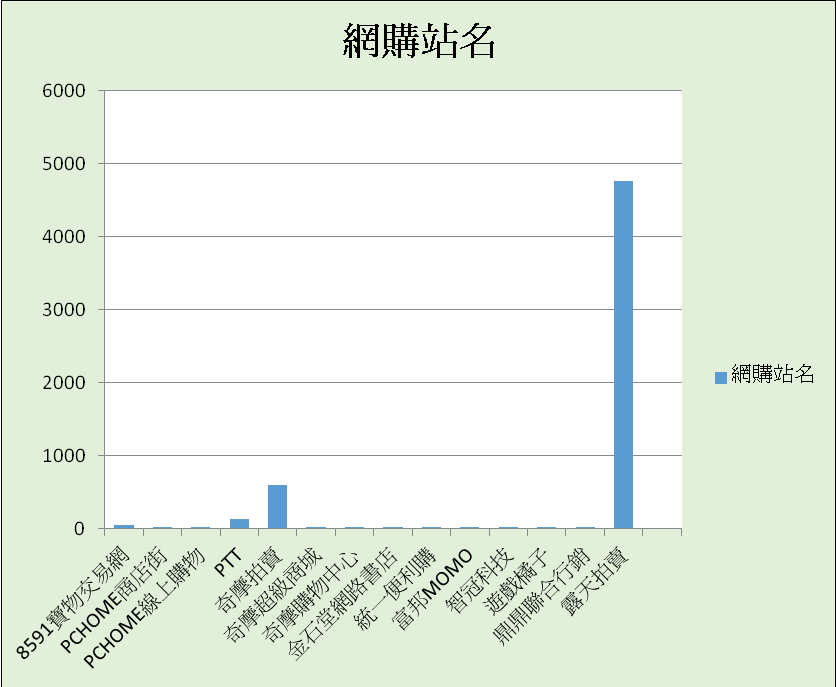 網購站名
6000
5000
4000
3000
2000
1000
0
8591寶物交易網
PCHOME商店街
PCHOME線上購物
PTT
奇摩拍賣
奇摩超級商城
奇摩購物中心
金石堂網路書店
統一便利購
富邦MOMO
智冠科技
遊戲橘子
鼎鼎聯合行銷
露天拍賣
網購站名